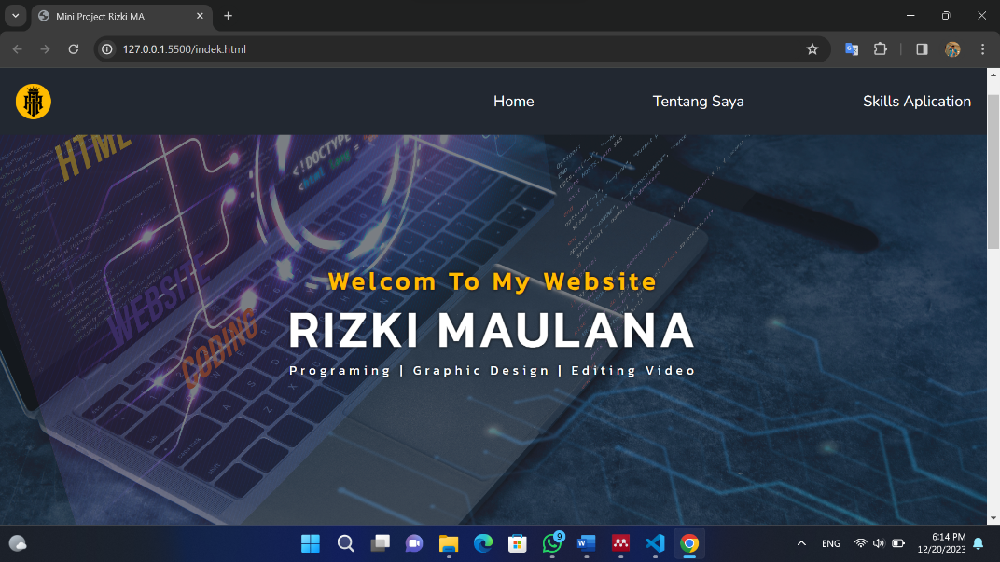 Mini Project Rizki MA
127.0.0.1:5500/indek.html
Home
Tentang Saya
Skills Aplication
HTML
<!DOCTYPE
WEBSITE
CODING
Welcom To My Website
RIZKI MAULANA
Programing | Graphic Design | Editing Video
9
ENG
6:14 PM
12/20/2023